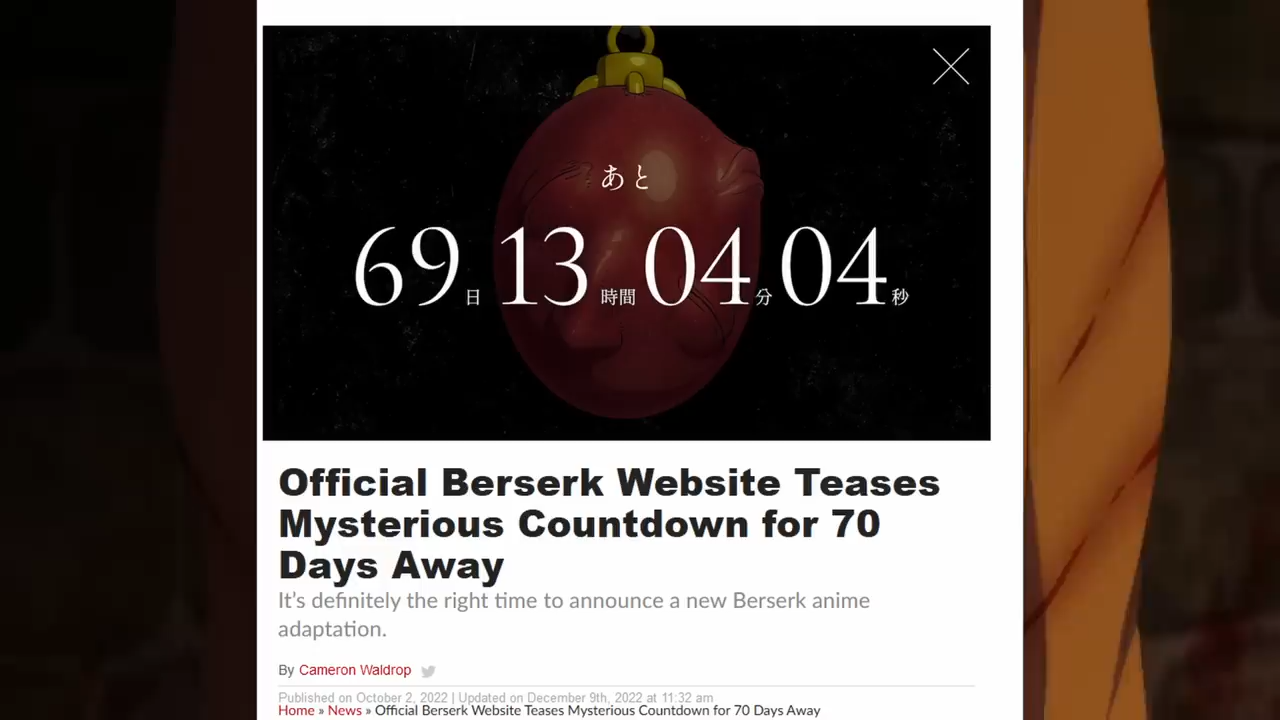 あと
69日 13時間 04分 04秒
Official Berserk Website Teases
Mysterious Countdown for 70
Days Away
It's definitely the right time to announce a new Berserk anime
adaptation.
By Cameron Waldrop
Published on October 2, 2022 | Updated on December 9th, 2022 at 11:32 am
Home » News » Official Berserk Website Teases Mysterious Countdown for 70 Days Away